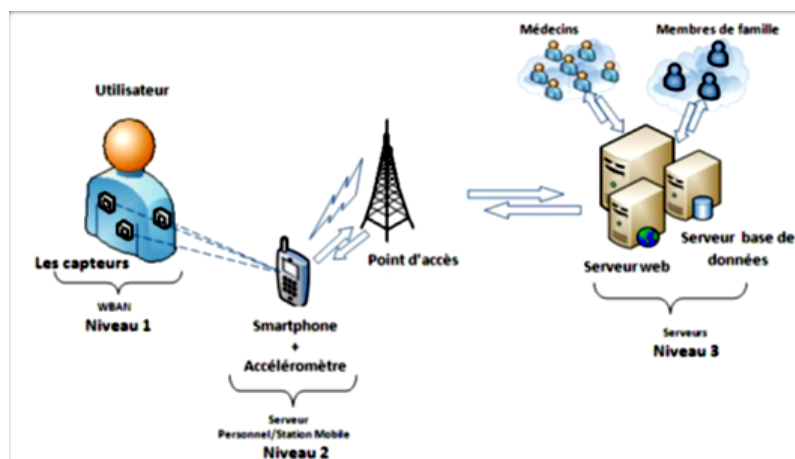 Médecins
Membres de famille
Utilisateur
Les capteurs
WBAN
Niveau 1
Point d'accès
Smartphone
+
Accéléromètre
Serveur
Personnel/Station Mobile
Niveau 2
Serveur web
Serveur base de
données
Serveurs
Niveau 3